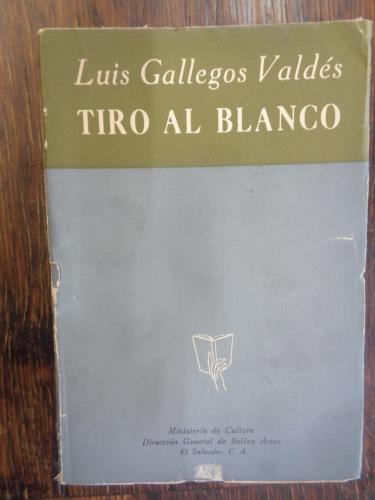 Luis Gallegos Valdés
TIRO AL BLANCO
Ministerio de Cultura
Dirección General de Bellas Artes
El Salvador, C. A.